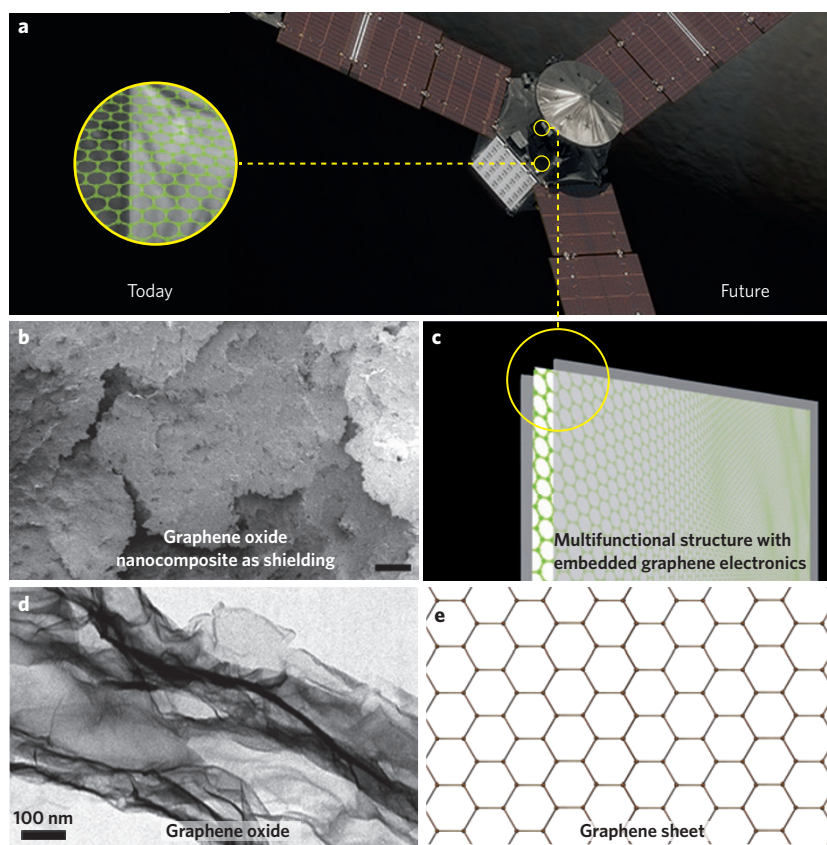 a
Today
Future
b
Graphene oxide
nanocomposite as shielding
c
Multifunctional structure with
embedded graphene electronics
d
100 nm
Graphene oxide
e
Graphene sheet